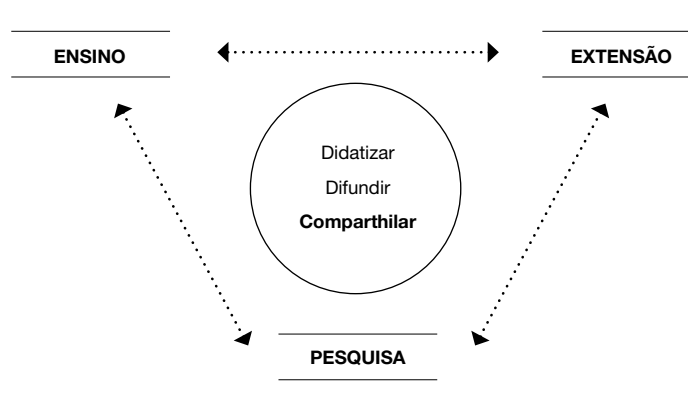 ENSINO
EXTENSÃO
Didatizar
Difundir
Comparthilar
PESQUISA